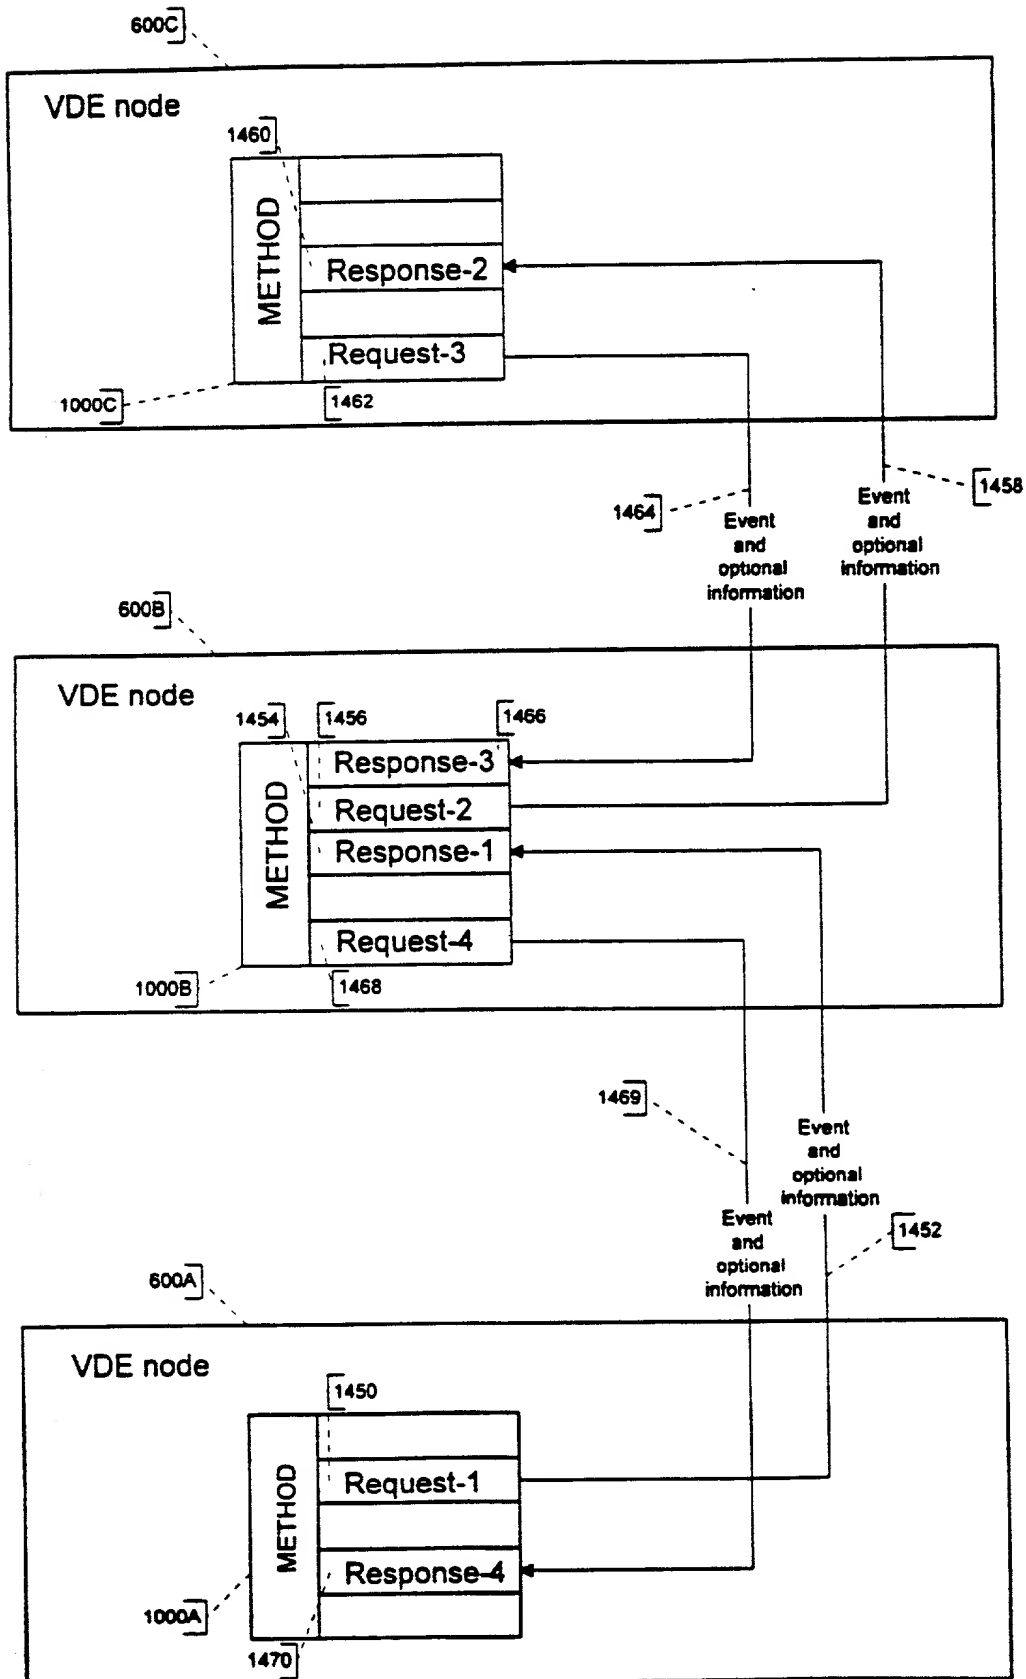 600C
VDE node
1460
METHOD
Response-2
Request-3
1000C
1462
1464
1458
Event
and
optional
information
Event
and
optional
information
600B
VDE node
1454
1456
1466
METHOD
Response-3
Request-2
Response-1
Request-4
1000B
1468
1469
Event
and
optional
information
1452
Event
and
optional
information
600A
VDE node
1450
METHOD
Request-1
Response-4
1000A
1470